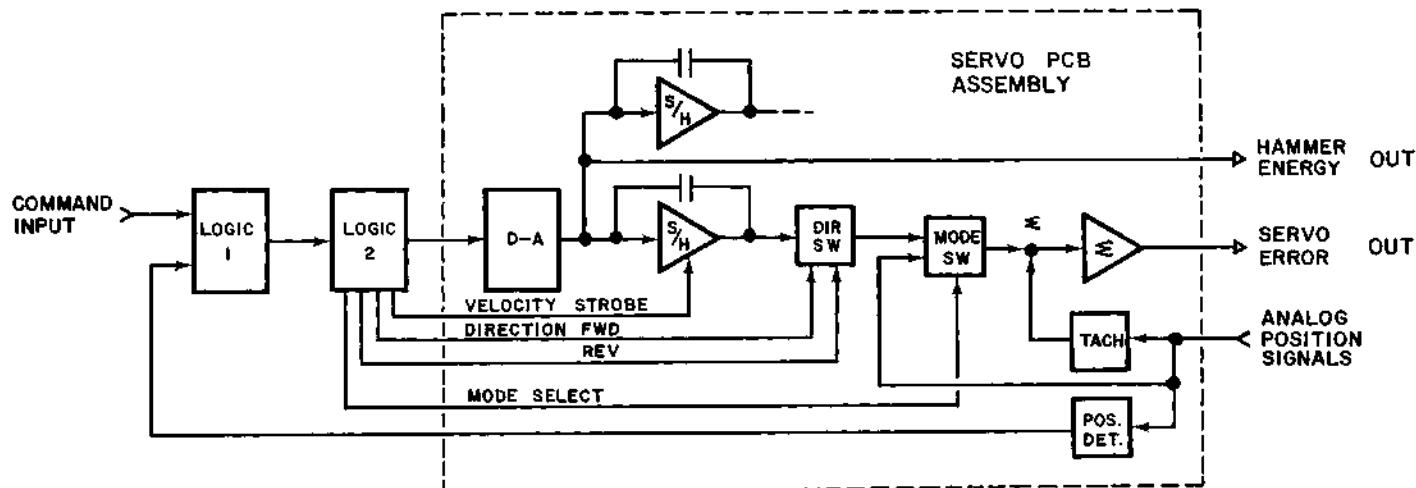 SERVO PCB
ASSEMBLY
S/H
HAMMER
ENERGY OUT
COMMAND
INPUT
LOGIC
1
LOGIC
2
D-A
S/H
DIR
SW
MODE
SW
Σ
Σ
SERVO
ERROR OUT
VELOCITY STROBE
DIRECTION FWD
REV
MODE SELECT
TACH
ANALOG
POSITION
SIGNALS
POS.
DET.